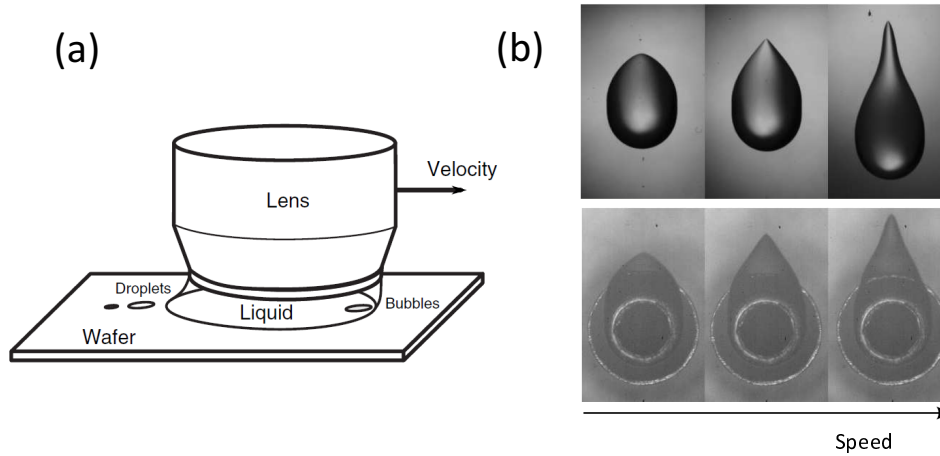 (a)
(b)
Velocity
Lens
Droplets
Liquid
Bubbles
Wafer
Speed